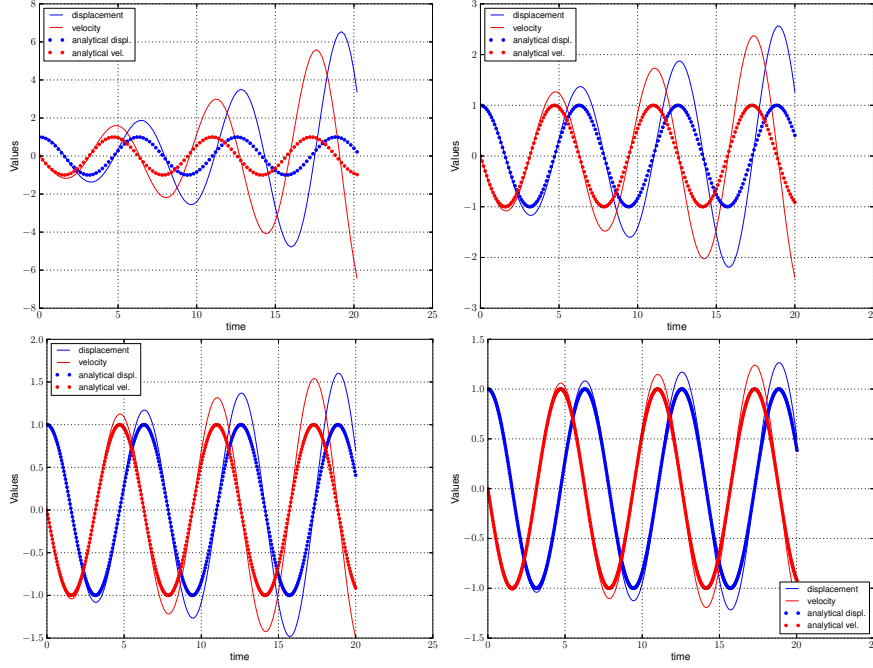 8
6
4
2
0
−2
−4
−6
−8
Values
displacement
velocity
analytical displ.
analytical vel.
0 5 10 15 20 25
time
3
2
1
0
−1
−2
−3
Values
displacement
velocity
analytical displ.
analytical vel.
0 5 10 15 20
time
2.0
1.5
1.0
0.5
0.0
−0.5
−1.0
−1.5
Values
displacement
velocity
analytical displ.
analytical vel.
0 5 10 15 20 25
time
1.5
1.0
0.5
0.0
−0.5
−1.0
−1.5
Values
displacement
velocity
analytical displ.
analytical vel.
0 5 10 15 20
time